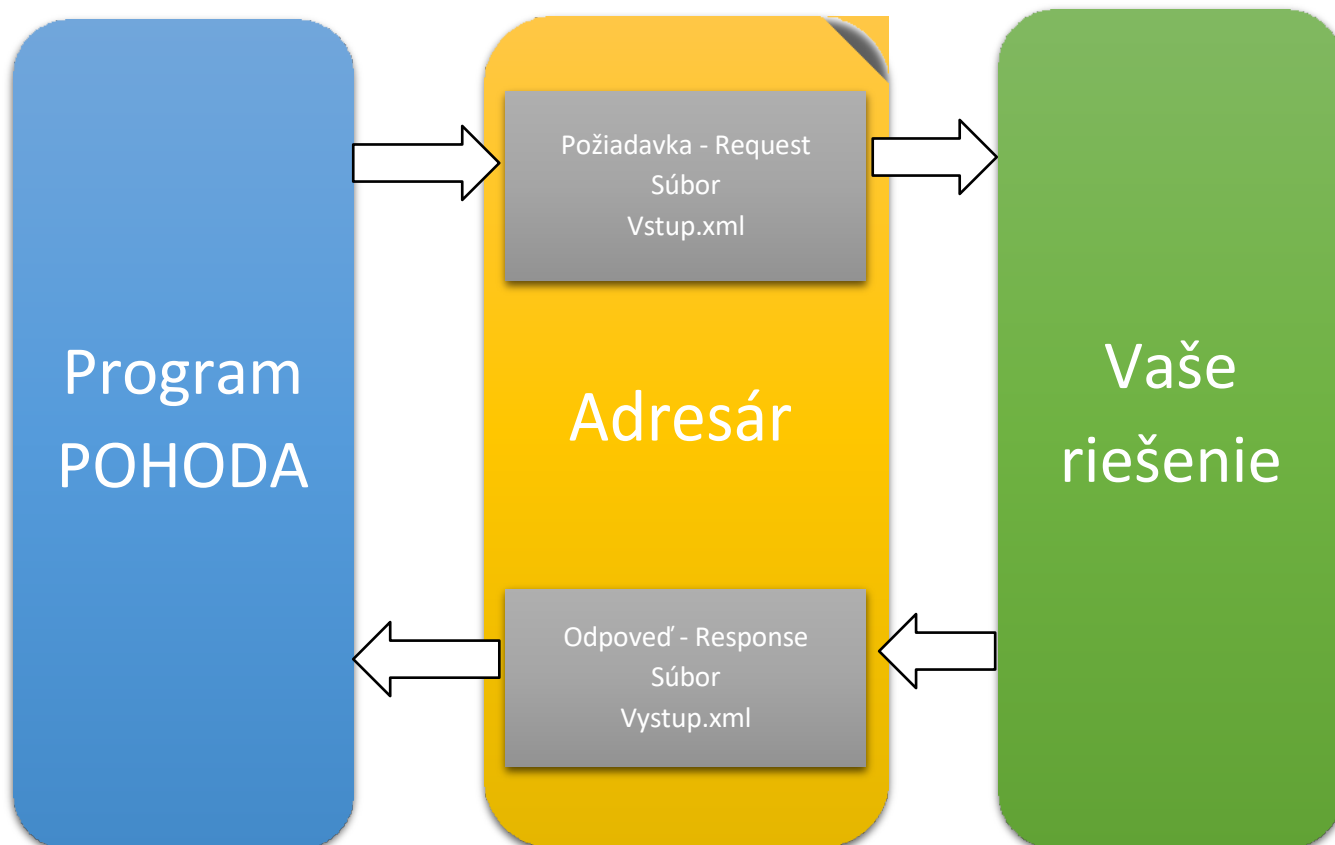 Program
POHODA
Požiadavka - Request
Súbor
Vstup.xml
Adresár
Odpoveď - Response
Súbor
Vystup.xml
Vaše
riešenie